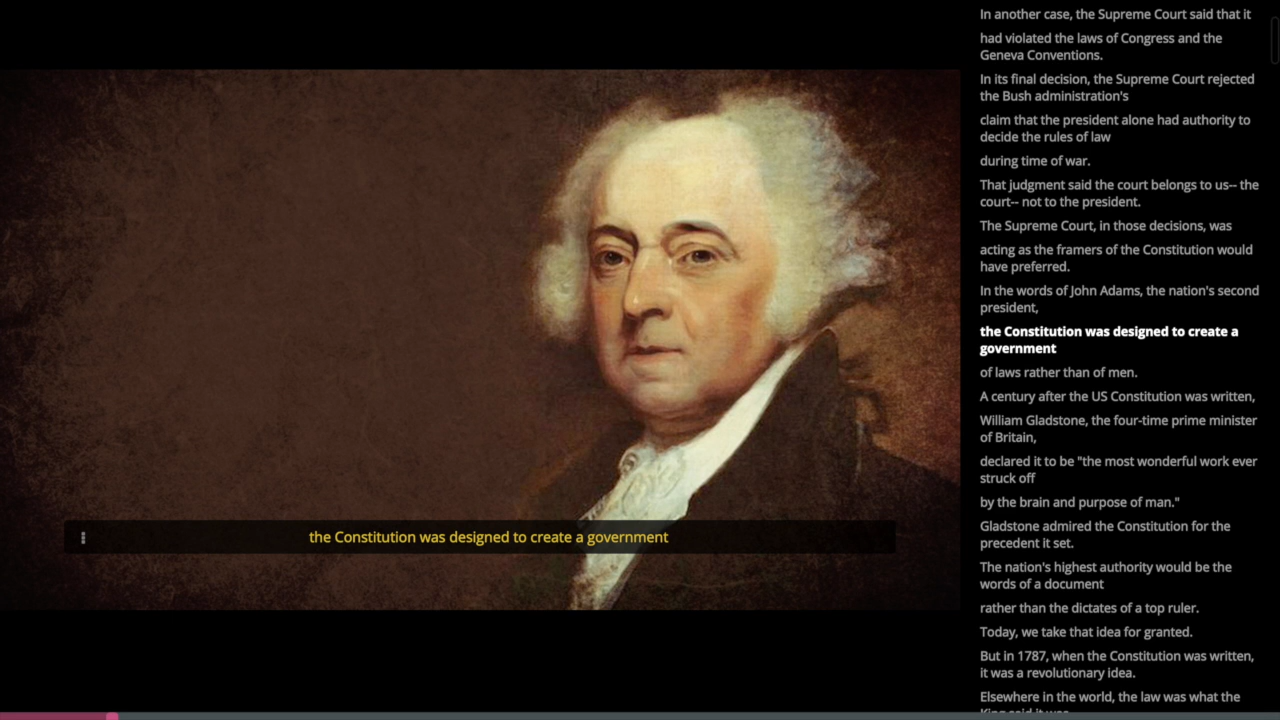 the Constitution was designed to create a government
In another case, the Supreme Court said that it
had violated the laws of Congress and the
Geneva Conventions.
In its final decision, the Supreme Court rejected
the Bush administration's
claim that the president alone had authority to
decide the rules of law
during time of war.
That judgment said the court belongs to us-- the
court-- not to the president.
The Supreme Court, in those decisions, was
acting as the framers of the Constitution would
have preferred.
In the words of John Adams, the nation's second
president,
the Constitution was designed to create a
government
of laws rather than of men.
A century after the US Constitution was written,
William Gladstone, the four-time prime minister
of Britain,
declared it to be "the most wonderful work ever
struck off
by the brain and purpose of man."
Gladstone admired the Constitution for the
precedent it set.
The nation's highest authority would be the
words of a document
rather than the dictates of a top ruler.
Today, we take that idea for granted.
But in 1787, when the Constitution was written,
it was a revolutionary idea.
Elsewhere in the world, the law was what the
King said it was